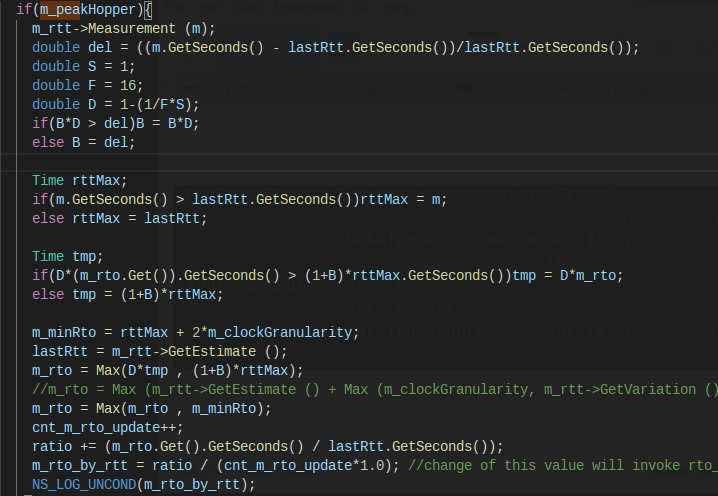 if(m_peakHopper){
m_rtt->Measurement (m);
double del = ((m.GetSeconds() - lastRtt.GetSeconds())/lastRtt.GetSeconds());
double S = 1;
double F = 16;
double D = 1-(1/F*S);
if(B*D > del)B = B*D;
else B = del;
Time rttMax;
if(m.GetSeconds() > lastRtt.GetSeconds())rttMax = m;
else rttMax = lastRtt;
Time tmp;
if(D*(m_rto.Get()).GetSeconds() > (1+B)*rttMax.GetSeconds())tmp = D*m_rto;
else tmp = (1+B)*rttMax;
m_minRto = rttMax + 2*m_clockGranularity;
lastRtt = m_rtt->GetEstimate ();
m_rto = Max(D*tmp , (1+B)*rttMax);
//m_rto = Max (m_rtt->GetEstimate () + Max (m_clockGranularity, m_rtt->GetVariation ()
m_rto = Max(m_rto , m_minRto);
cnt_m_rto_update++;
ratio += (m_rto.Get().GetSeconds() / lastRtt.GetSeconds());
m_rto_by_rtt = ratio / (cnt_m_rto_update*1.0); //change of this value will invoke rto_
NS_LOG_UNCOND(m_rto_by_rtt);